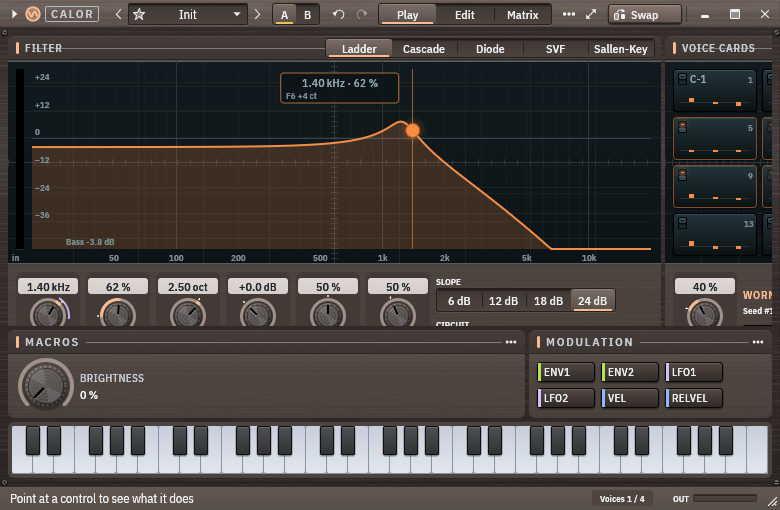 CALOR
Init
A B
Play Edit Matrix
Swap
FILTER
Ladder Cascade Diode SVF Sallen-Key
VOICE CARDS
+24
+12
0
−12
−24
−36
1.40 kHz · 62 %
F6 +4 ct
Bass -3.8 dB
in 50 100 200 500 1k 2k 5k 10k
C-1 1
5
9
13
1.40 kHz 62 % 2.50 oct +0.0 dB 50 % 50 %
SLOPE
6 dB 12 dB 18 dB 24 dB
CIRCUIT
40 %
WORN
Seed #1
MACROS
BRIGHTNESS
0 %
MODULATION
ENV1 ENV2 LFO1
LFO2 VEL RELVEL
Point at a control to see what it does
Voices 1 / 4
OUT